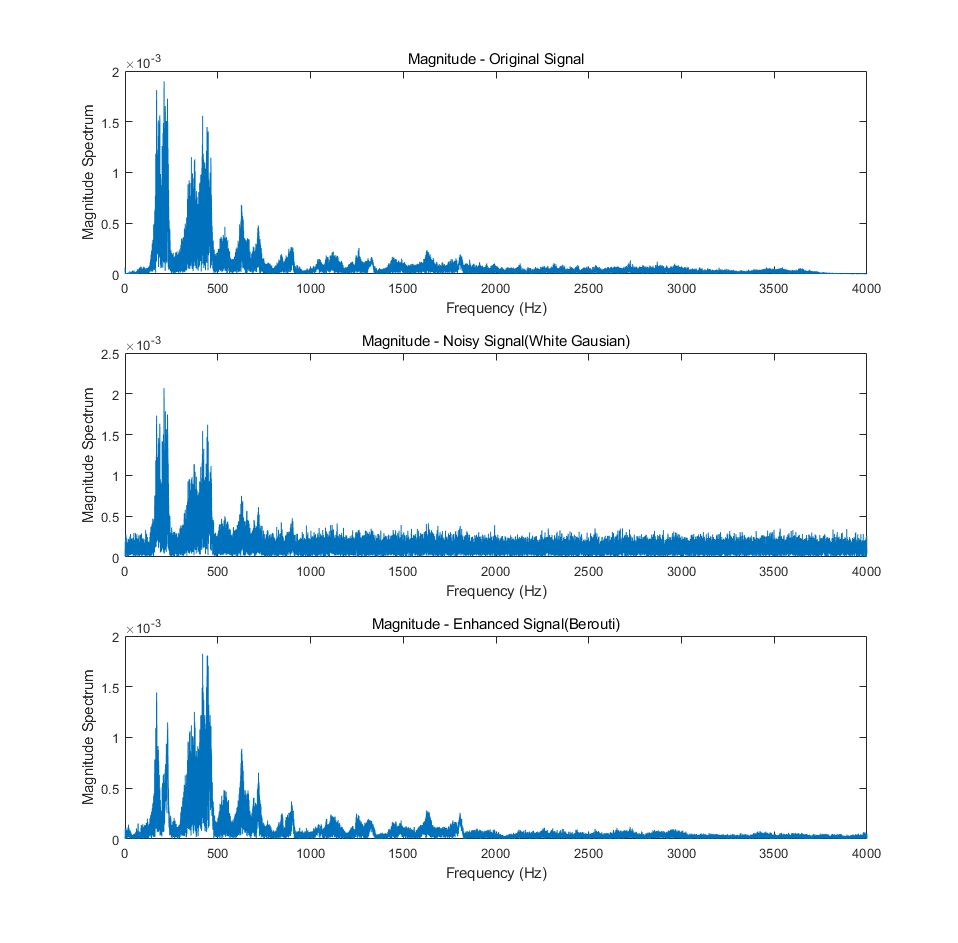 Magnitude - Original Signal
×10-3
2
1.5
1
0.5
0
Magnitude Spectrum
0 500 1000 1500 2000 2500 3000 3500 4000
Frequency (Hz)
Magnitude - Noisy Signal(White Gausian)
×10-3
2.5
2
1.5
1
0.5
0
Magnitude Spectrum
0 500 1000 1500 2000 2500 3000 3500 4000
Frequency (Hz)
Magnitude - Enhanced Signal(Berouti)
×10-3
2
1.5
1
0.5
0
Magnitude Spectrum
0 500 1000 1500 2000 2500 3000 3500 4000
Frequency (Hz)